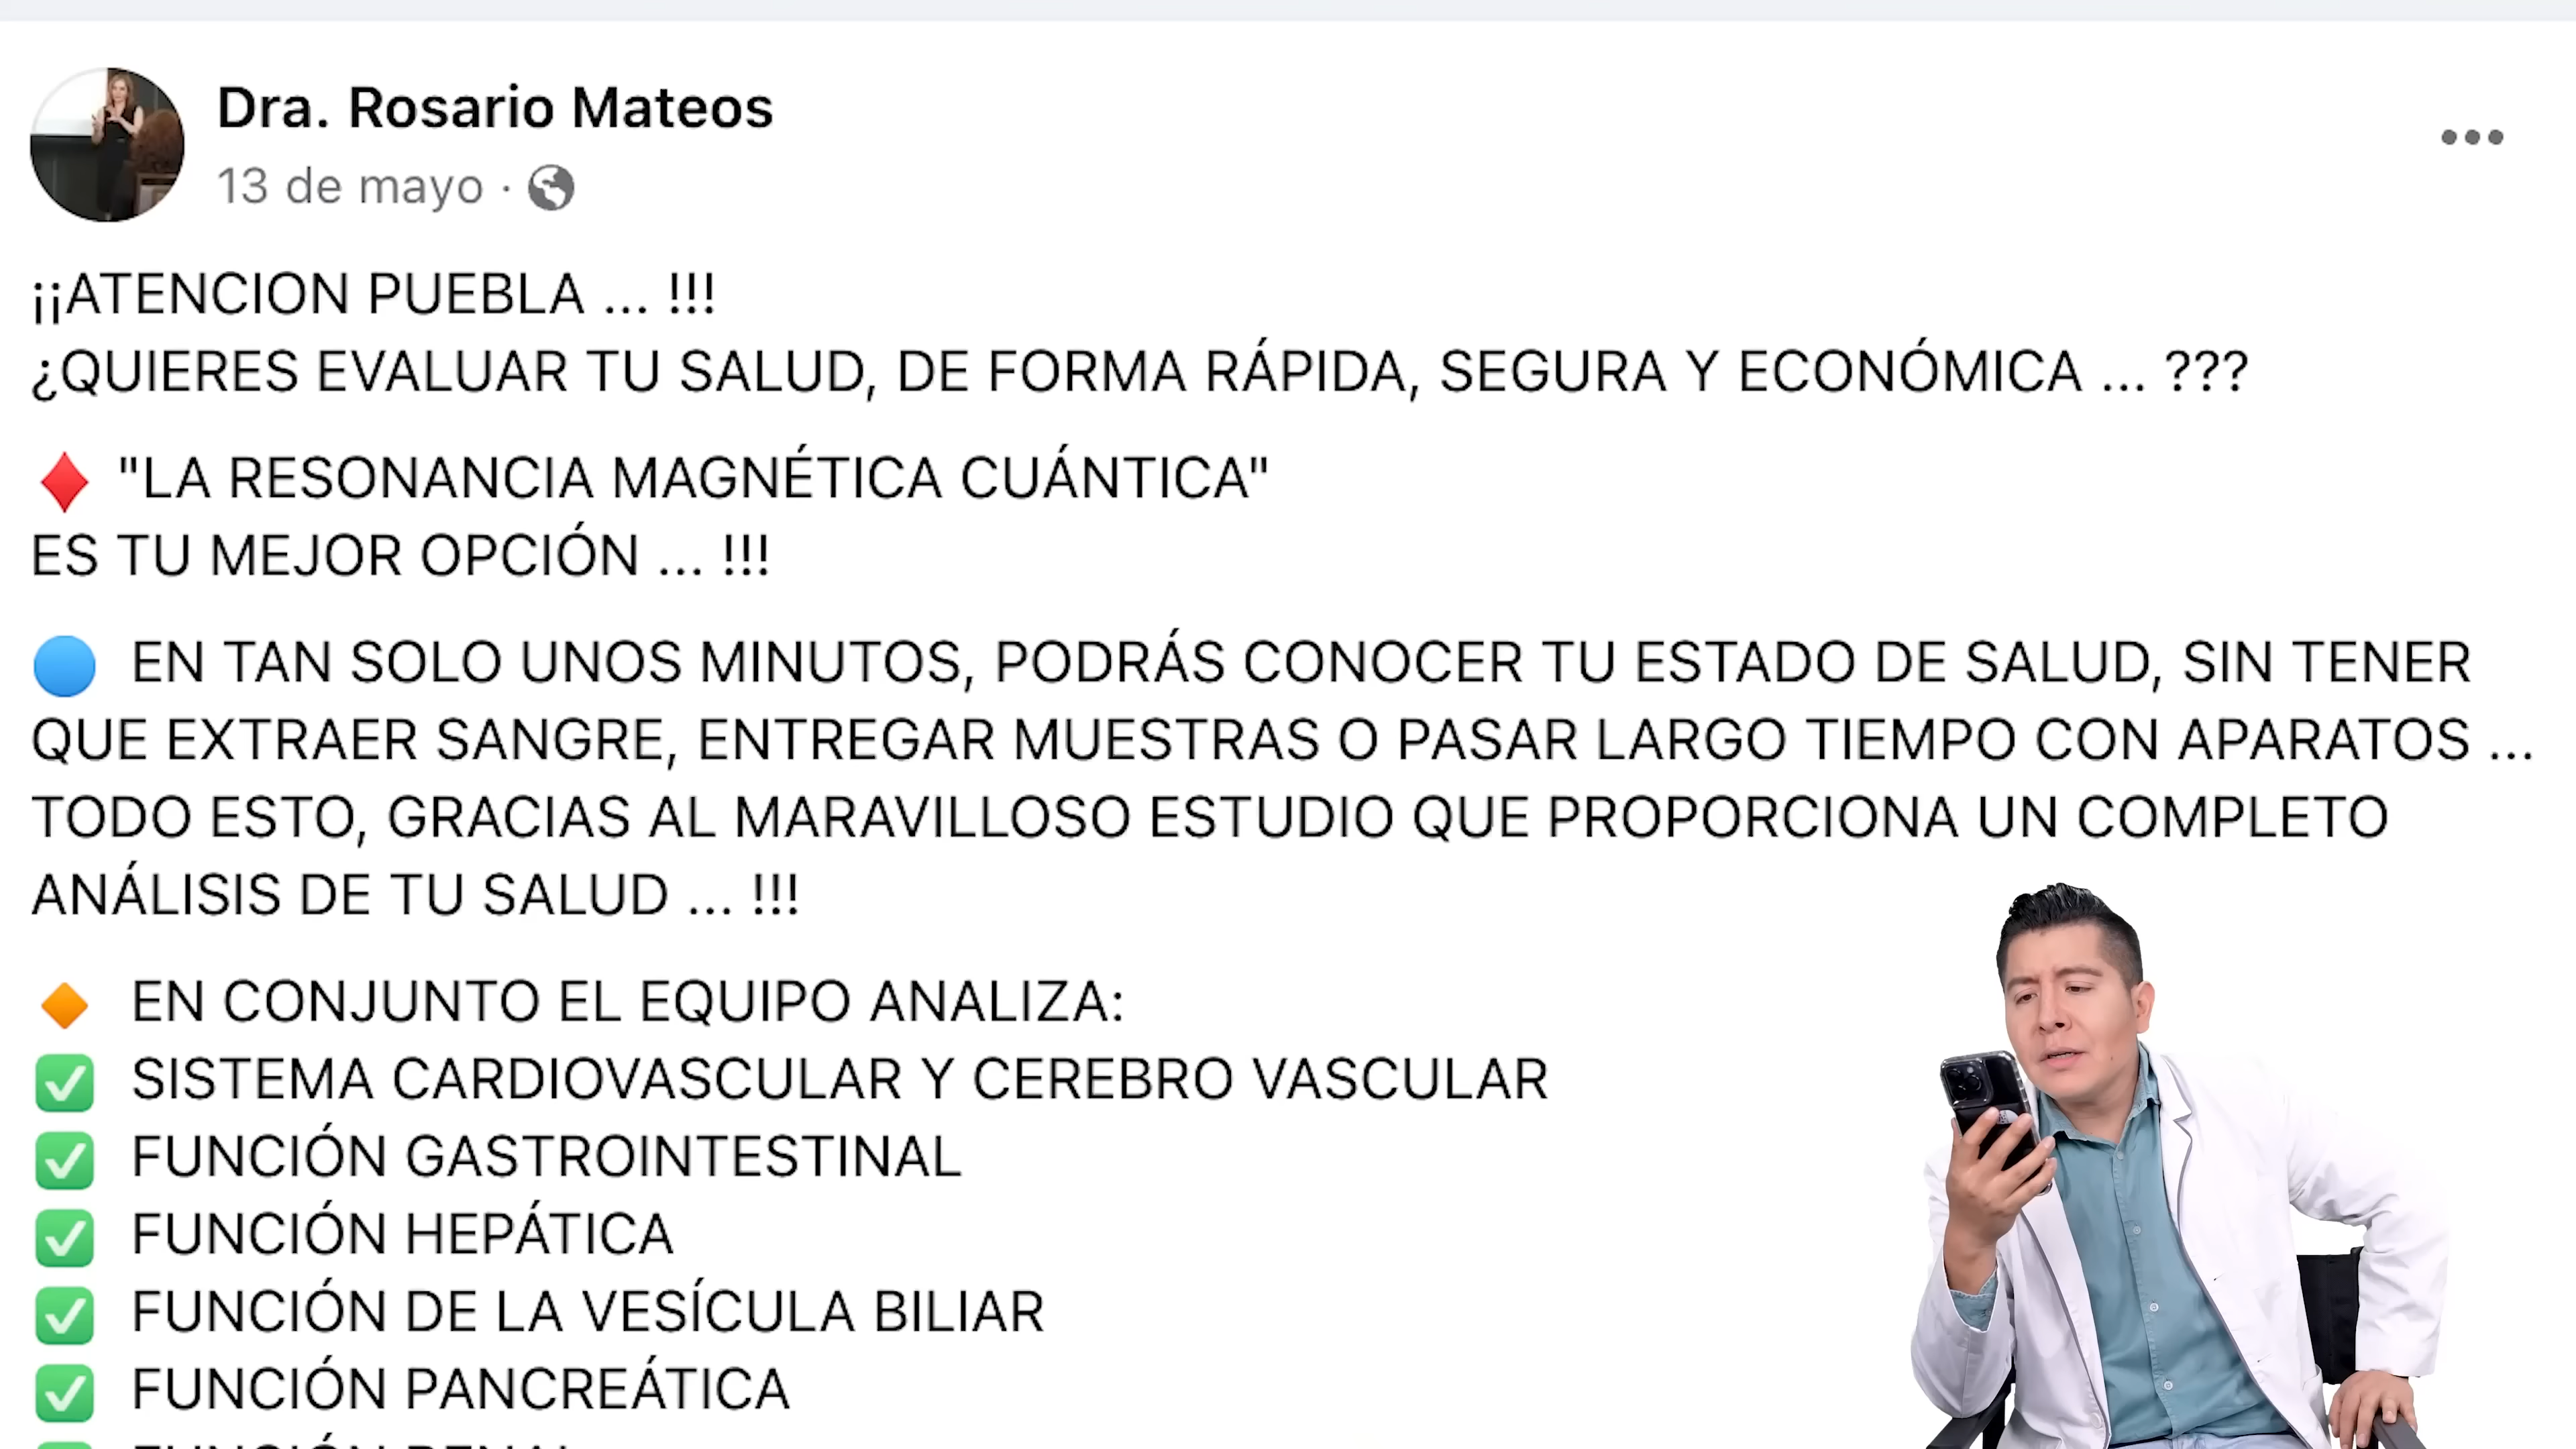 Dra. Rosario Mateos
13 de mayo ·
¡¡ATENCION PUEBLA ... !!!
¿QUIERES EVALUAR TU SALUD, DE FORMA RÁPIDA, SEGURA Y ECONÓMICA ... ???
"LA RESONANCIA MAGNÉTICA CUÁNTICA"
ES TU MEJOR OPCIÓN ... !!!
EN TAN SOLO UNOS MINUTOS, PODRÁS CONOCER TU ESTADO DE SALUD, SIN TENER
QUE EXTRAER SANGRE, ENTREGAR MUESTRAS O PASAR LARGO TIEMPO CON APARATOS ...
TODO ESTO, GRACIAS AL MARAVILLOSO ESTUDIO QUE PROPORCIONA UN COMPLETO
ANÁLISIS DE TU SALUD ... !!!
EN CONJUNTO EL EQUIPO ANALIZA:
SISTEMA CARDIOVASCULAR Y CEREBRO VASCULAR
FUNCIÓN GASTROINTESTINAL
FUNCIÓN HEPÁTICA
FUNCIÓN DE LA VESÍCULA BILIAR
FUNCIÓN PANCREÁTICA
FUNCIÓN RENAL